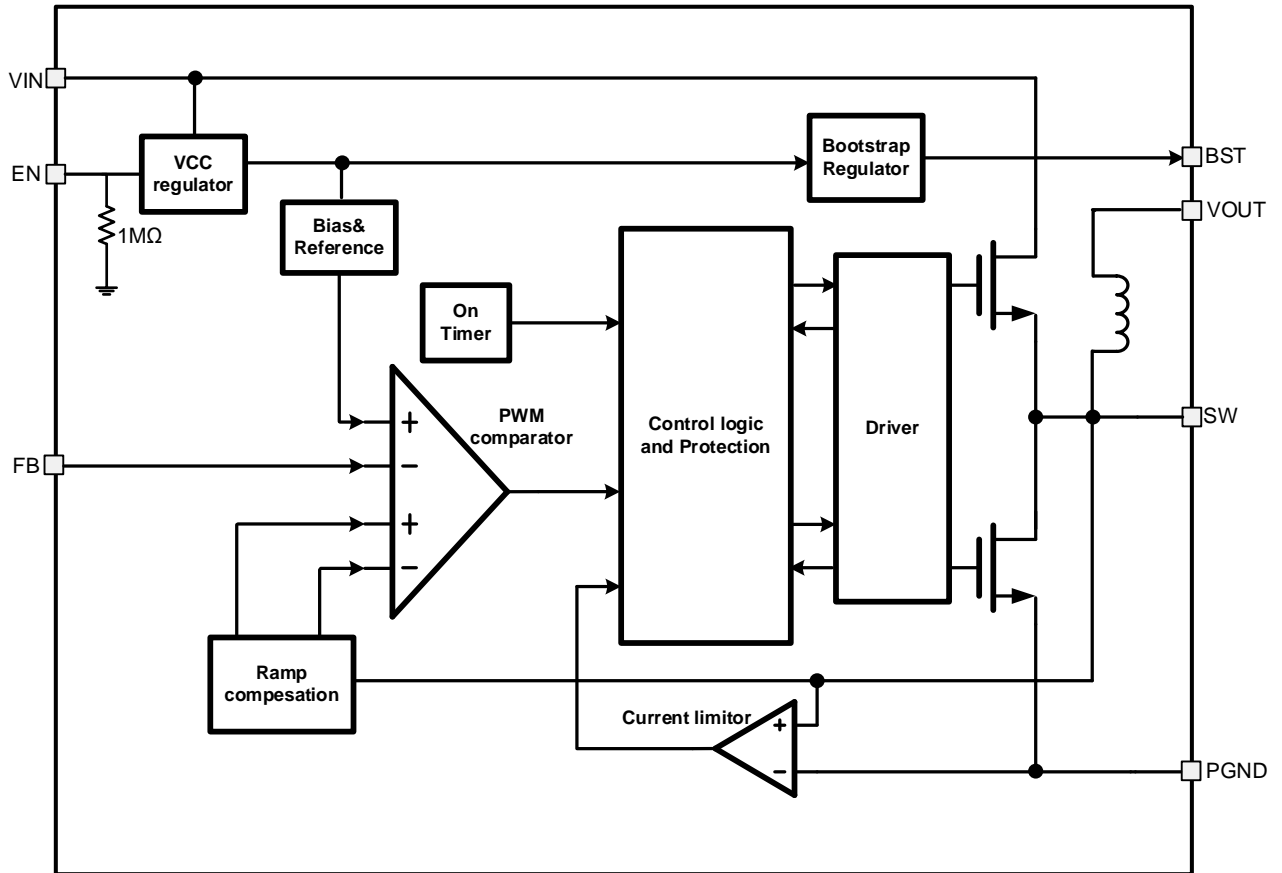 VIN
EN
VCC
regulator
1MΩ
Bias&
Reference
Bootstrap
Regulator
BST
VOUT
On
Timer
PWM
comparator
+
−
+
−
FB
Control logic
and Protection
Driver
SW
Ramp
compesation
Current limitor
+
−
PGND